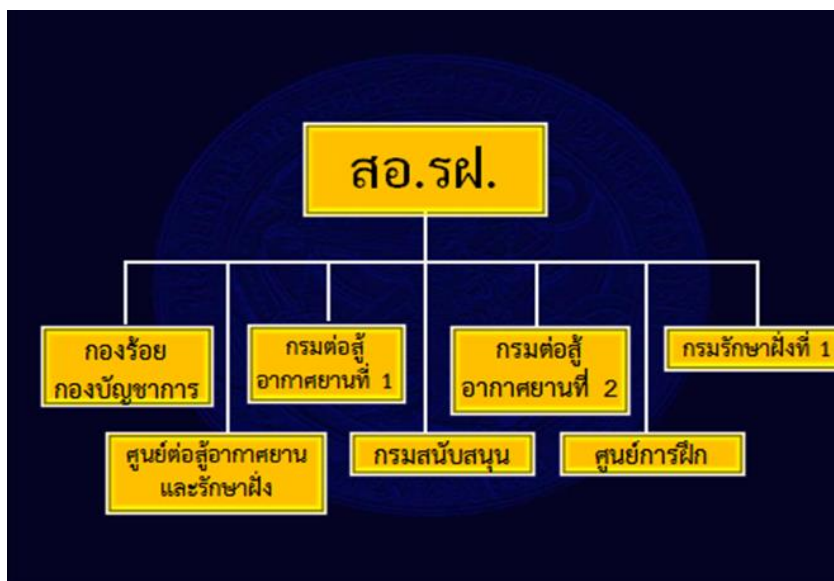 สอ.รฝ.
กองร้อย
กองบัญชาการ
กรมต่อสู้
อากาศยานที่ 1
กรมต่อสู้
อากาศยานที่ 2
กรมรักษาฝั่งที่ 1
ศูนย์ต่อสู้อากาศยาน
และรักษาฝั่ง
กรมสนับสนุน
ศูนย์การฝึก